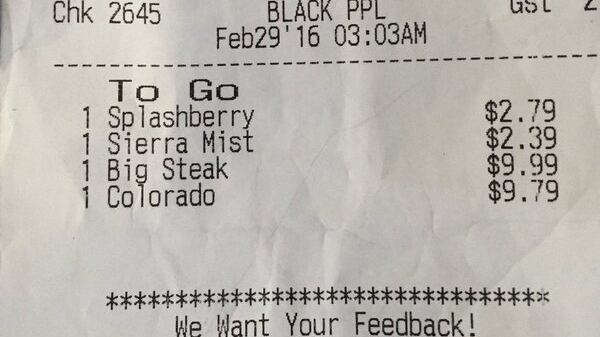 Chk 2645 BLACK PPL Gst 2
Feb29'16 03:03AM
To Go
1 Splashberry $2.79
1 Sierra Mist $2.39
1 Big Steak $9.99
1 Colorado $9.79
***********************************
We Want Your Feedback!